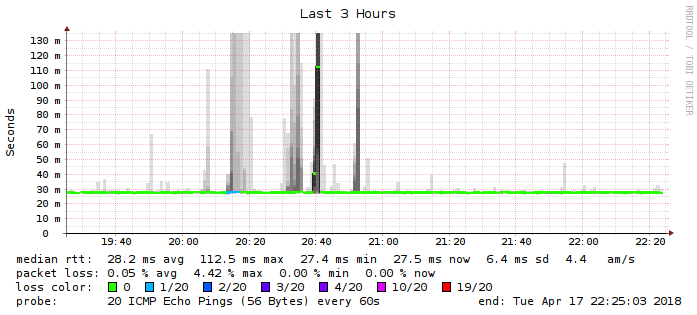 Last 3 Hours
RRDTOOL / TOBI OETIKER
Seconds
130 m
120 m
110 m
100 m
90 m
80 m
70 m
60 m
50 m
40 m
30 m
20 m
10 m
0
19:40 20:00 20:20 20:40 21:00 21:20 21:40 22:00 22:20
median rtt: 28.2 ms avg 112.5 ms max 27.4 ms min 27.5 ms now 6.4 ms sd 4.4 am/s
packet loss: 0.05 % avg 4.42 % max 0.00 % min 0.00 % now
loss color: 0 1/20 2/20 3/20 4/20 10/20 19/20
probe: 20 ICMP Echo Pings (56 Bytes) every 60s end: Tue Apr 17 22:25:03 2018